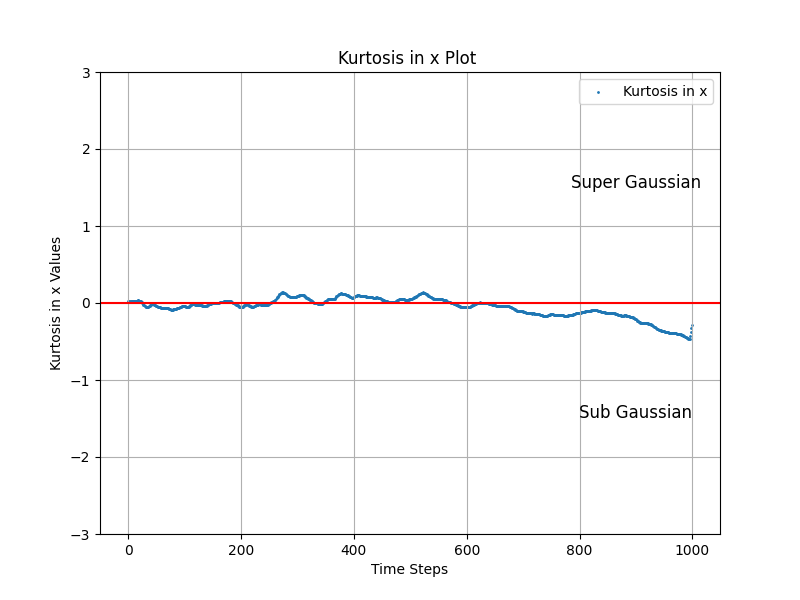 Kurtosis in x Plot
Kurtosis in x
Super Gaussian
Sub Gaussian
Kurtosis in x Values
3
2
1
0
−1
−2
−3
0 200 400 600 800 1000
Time Steps